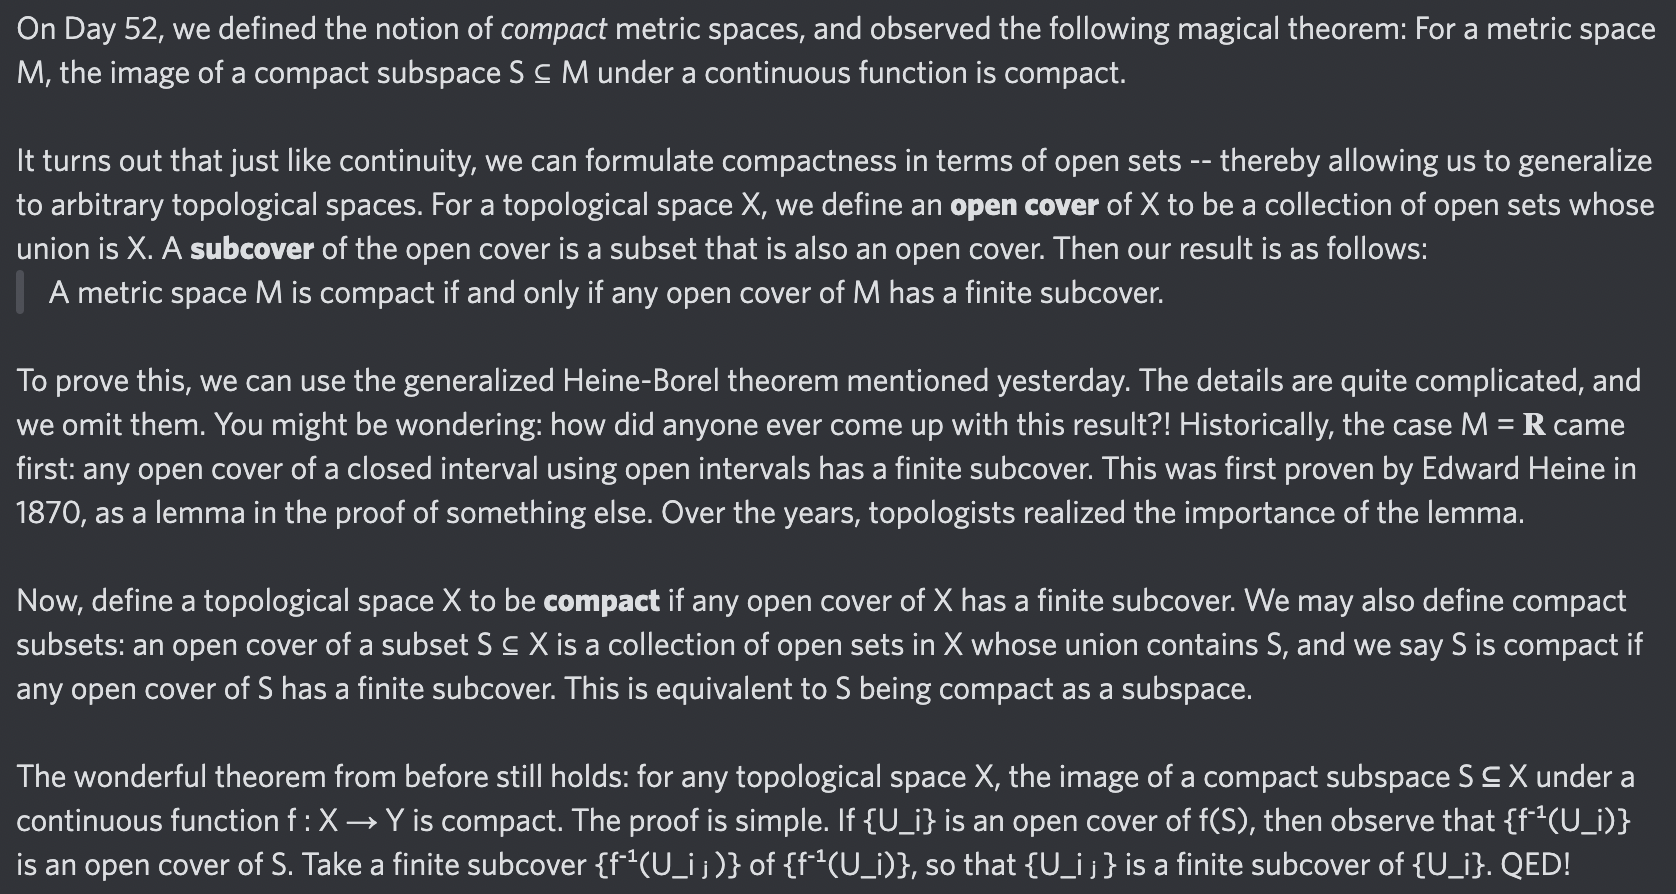 On Day 52, we defined the notion of compact metric spaces, and observed the following magical theorem: For a metric space
M, the image of a compact subspace S ⊆ M under a continuous function is compact.
It turns out that just like continuity, we can formulate compactness in terms of open sets -- thereby allowing us to generalize
to arbitrary topological spaces. For a topological space X, we define an open cover of X to be a collection of open sets whose
union is X. A subcover of the open cover is a subset that is also an open cover. Then our result is as follows:
A metric space M is compact if and only if any open cover of M has a finite subcover.
To prove this, we can use the generalized Heine-Borel theorem mentioned yesterday. The details are quite complicated, and
we omit them. You might be wondering: how did anyone ever come up with this result?! Historically, the case M = 𝐑 came
first: any open cover of a closed interval using open intervals has a finite subcover. This was first proven by Edward Heine in
1870, as a lemma in the proof of something else. Over the years, topologists realized the importance of the lemma.
Now, define a topological space X to be compact if any open cover of X has a finite subcover. We may also define compact
subsets: an open cover of a subset S ⊆ X is a collection of open sets in X whose union contains S, and we say S is compact if
any open cover of S has a finite subcover. This is equivalent to S being compact as a subspace.
The wonderful theorem from before still holds: for any topological space X, the image of a compact subspace S ⊆ X under a
continuous function f : X → Y is compact. The proof is simple. If {U_i} is an open cover of f(S), then observe that {f⁻¹(U_i)}
is an open cover of S. Take a finite subcover {f⁻¹(U_i ⱼ )} of {f⁻¹(U_i)}, so that {U_i ⱼ } is a finite subcover of {U_i}. QED!